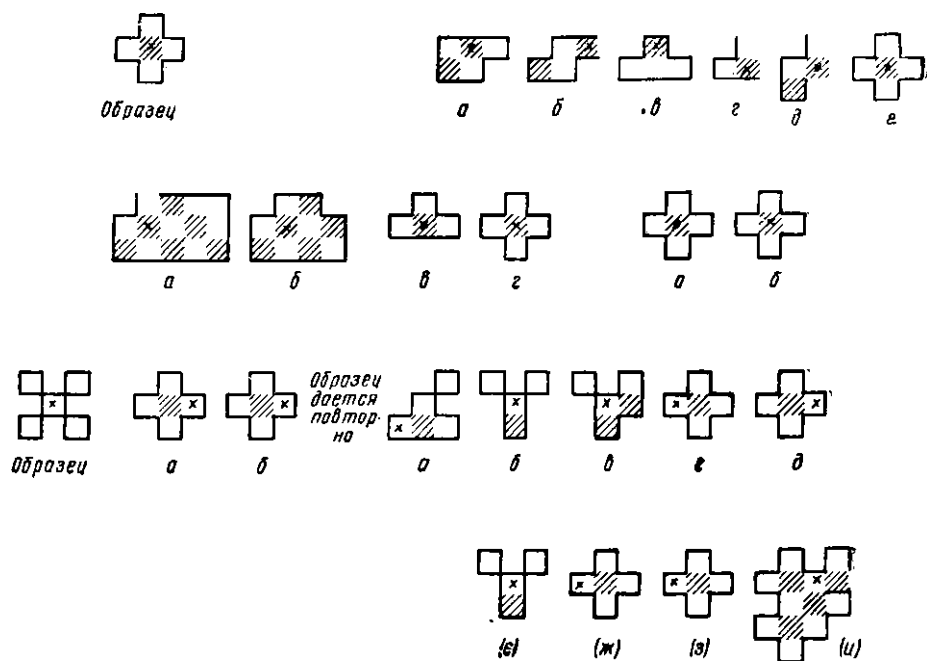 Образец
а б в г д е
а б в г а б
Образец дается повтор-но
Образец а б а б в г д
(е) (ж) (з) (и)